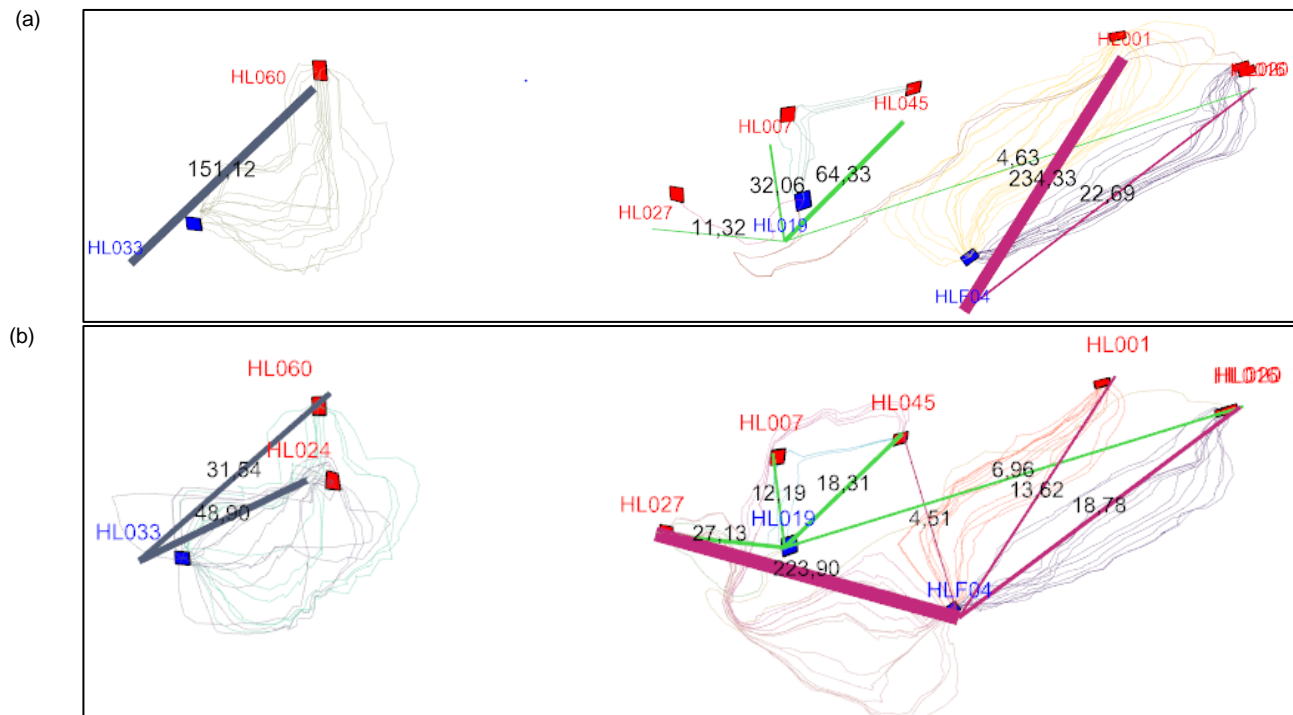 (a)
HL001
HL060
HL045
HL007
151,12
4,63
64,33
234,33
32,06
22,69
HL027
HL019
11,32
HL033
HLF04
(b)
HL001
HL060
HL045
HL007
HL024
31,54
6,96
18,31
12,19
13,62
18,78
HL027
48,90
4,51
HL019
27,13
HL033
223,90
HLF04